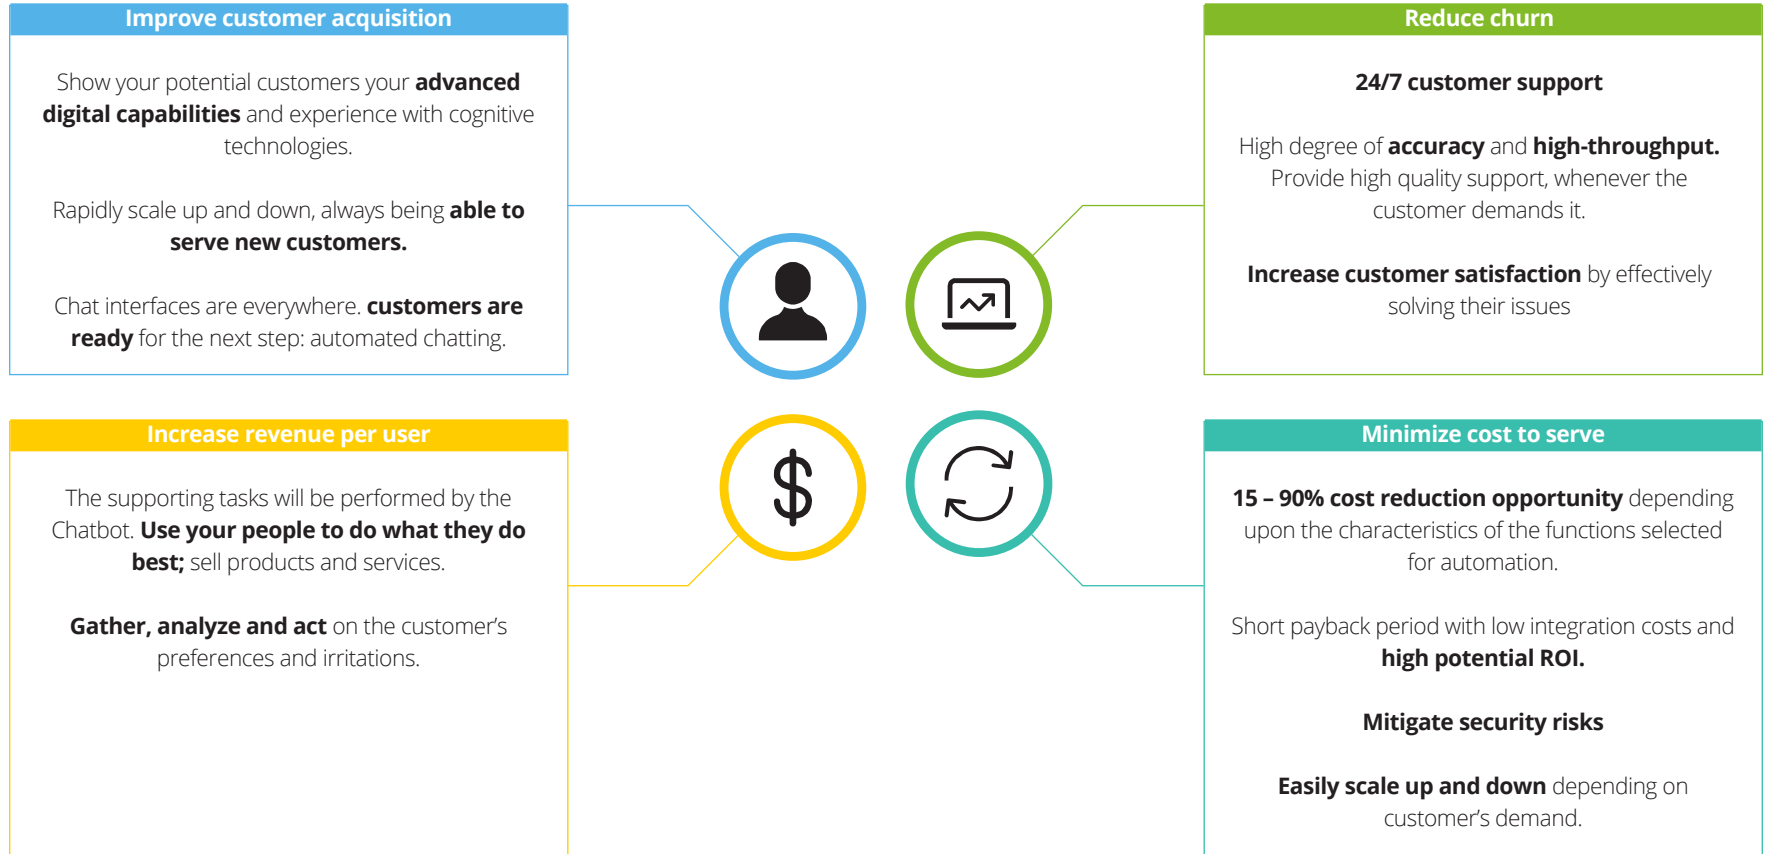 Improve customer acquisition
Show your potential customers your advanced
digital capabilities and experience with cognitive
technologies.
Rapidly scale up and down, always being able to
serve new customers.
Chat interfaces are everywhere. customers are
ready for the next step: automated chatting.
Reduce churn
24/7 customer support
High degree of accuracy and high-throughput.
Provide high quality support, whenever the
customer demands it.
Increase customer satisfaction by effectively
solving their issues
Increase revenue per user
The supporting tasks will be performed by the
Chatbot. Use your people to do what they do
best; sell products and services.
Gather, analyze and act on the customer’s
preferences and irritations.
$
Minimize cost to serve
15 – 90% cost reduction opportunity depending
upon the characteristics of the functions selected
for automation.
Short payback period with low integration costs and
high potential ROI.
Mitigate security risks
Easily scale up and down depending on
customer’s demand.